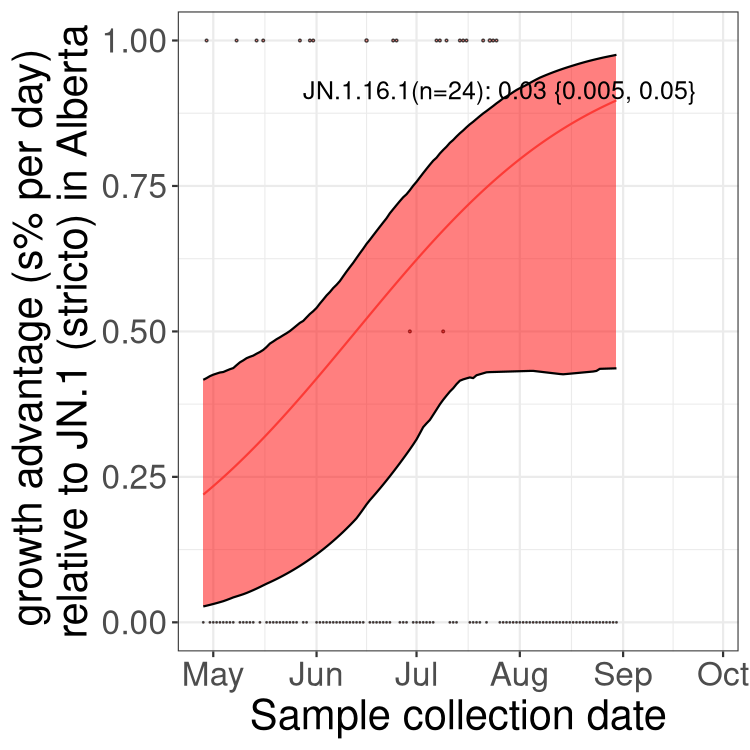 growth advantage (s% per day)
relative to JN.1 (stricto) in Alberta
1.00
0.75
0.50
0.25
0.00
JN.1.16.1(n=24): 0.03 {0.005, 0.05}
May Jun Jul Aug Sep Oct
Sample collection date